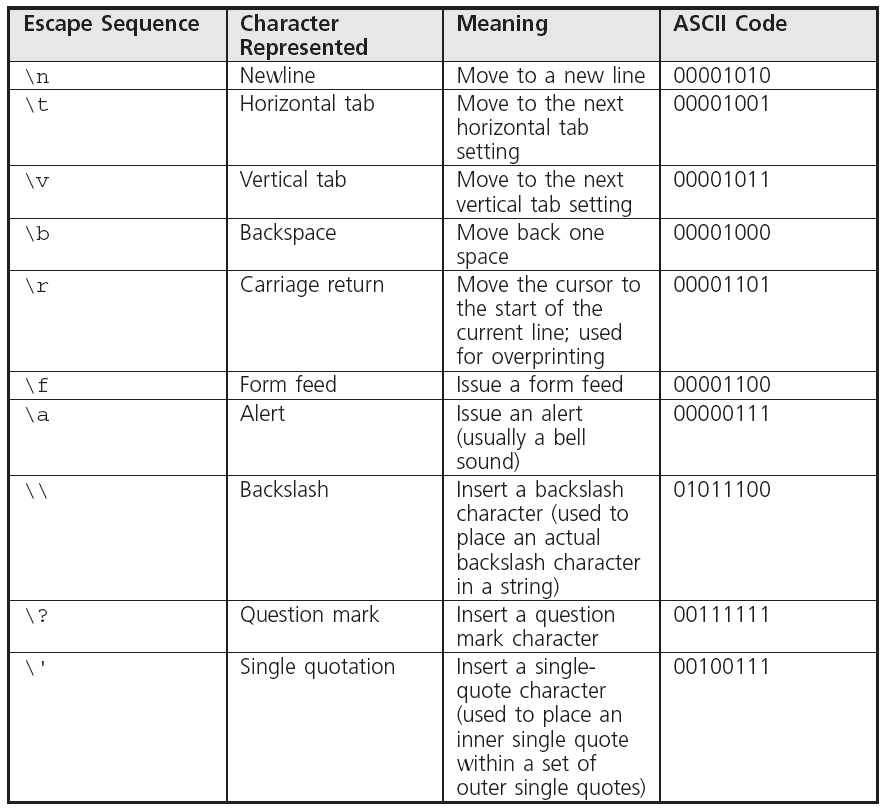 Escape Sequence Character Represented Meaning ASCII Code
\n Newline Move to a new line 00001010
\t Horizontal tab Move to the next 00001001
horizontal tab
setting
\v Vertical tab Move to the next 00001011
vertical tab setting
\b Backspace Move back one 00001000
space
\r Carriage return Move the cursor to 00001101
the start of the
current line; used
for overprinting
\f Form feed Issue a form feed 00001100
\a Alert Issue an alert 00000111
(usually a bell
sound)
\\ Backslash Insert a backslash 01011100
character (used to
place an actual
backslash character
in a string)
\? Question mark Insert a question 00111111
mark character
\' Single quotation Insert a single- 00100111
quote character
(used to place an
inner single quote
within a set of
outer single quotes)